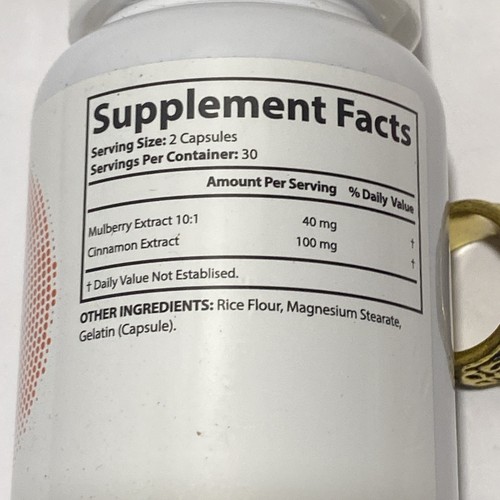 Supplement Facts
Serving Size: 2 Capsules
Servings Per Container: 30
Amount Per Serving % Daily Value
Mulberry Extract 10:1 40 mg †
Cinnamon Extract 100 mg †
† Daily Value Not Establised.
OTHER INGREDIENTS: Rice Flour, Magnesium Stearate,
Gelatin (Capsule).